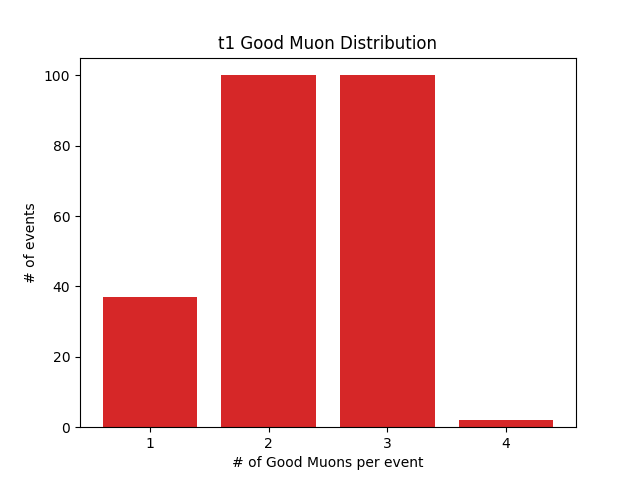 t1 Good Muon Distribution
100
80
60
40
20
0
# of events
1 2 3 4
# of Good Muons per event